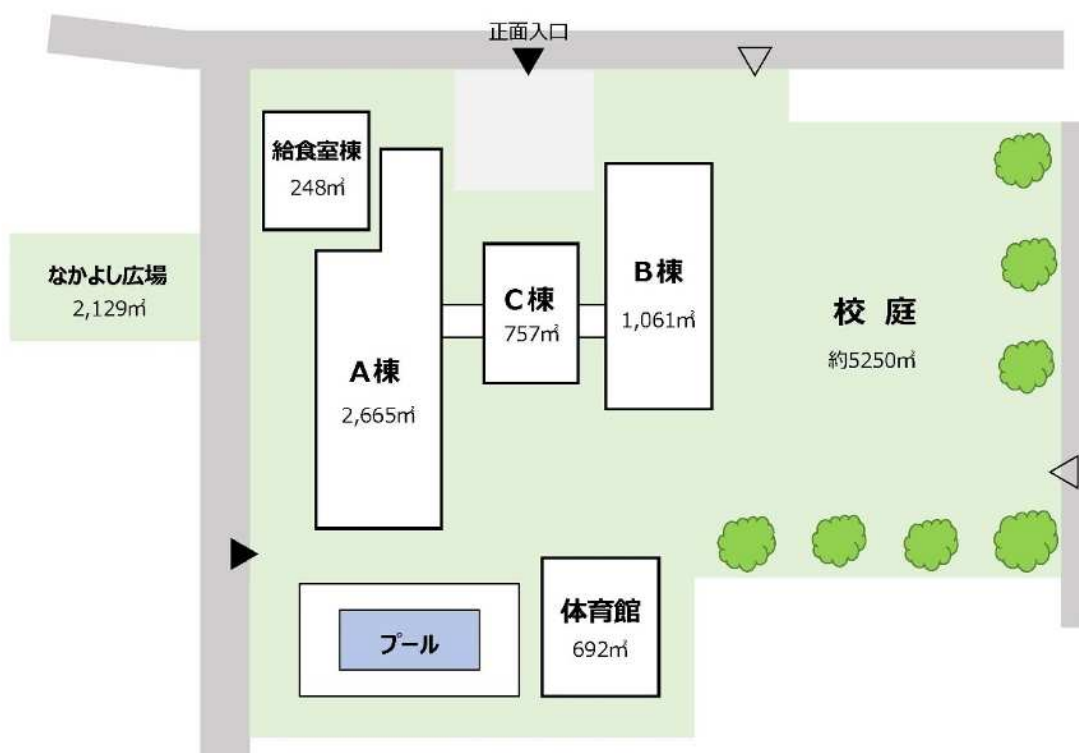 正面入口
給食室棟
248㎡
なかよし広場
2,129㎡
A棟
2,665㎡
C棟
757㎡
B棟
1,061㎡
校 庭
約5250㎡
プール
体育館
692㎡